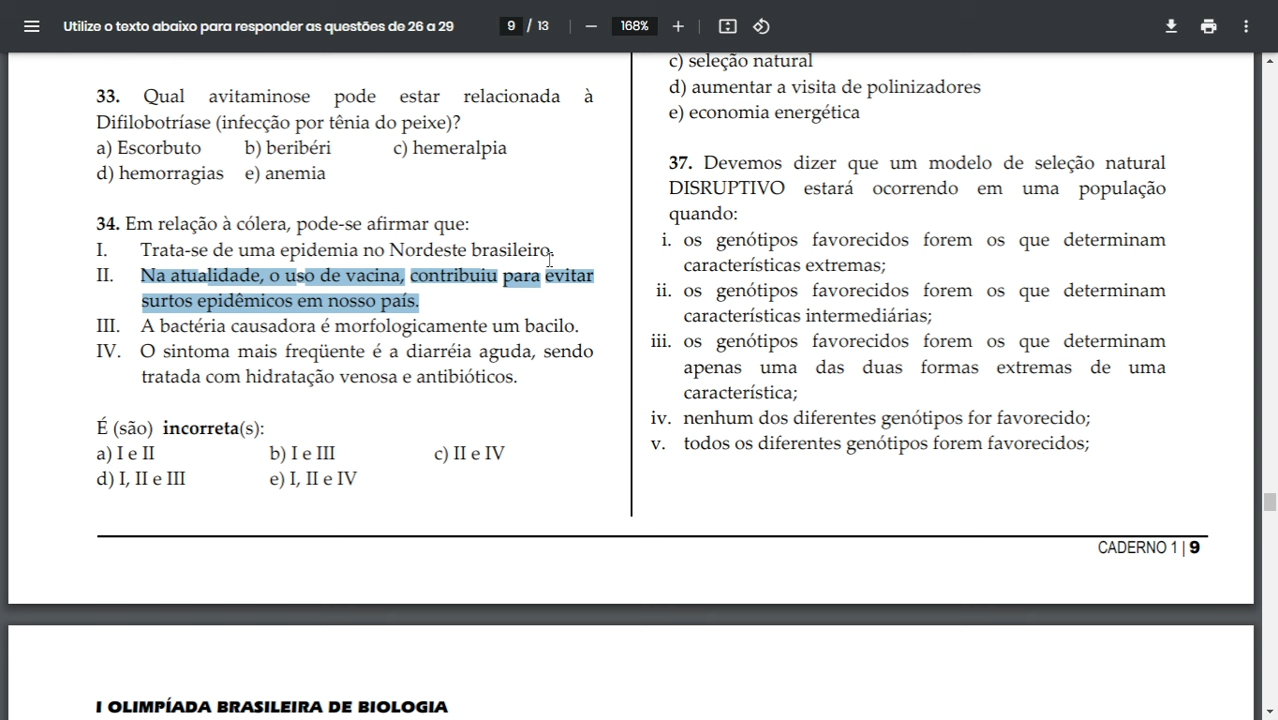 Utilize o texto abaixo para responder as questões de 26 a 29
9 / 13
168%
33. Qual avitaminose pode estar relacionada à
Difilobotríase (infecção por tênia do peixe)?
a) Escorbuto b) beribéri c) hemeralpia
d) hemorragias e) anemia
34. Em relação à cólera, pode-se afirmar que:
I. Trata-se de uma epidemia no Nordeste brasileiro.
II. Na atualidade, o uso de vacina, contribuiu para evitar
surtos epidêmicos em nosso país.
III. A bactéria causadora é morfologicamente um bacilo.
IV. O sintoma mais freqüente é a diarréia aguda, sendo
tratada com hidratação venosa e antibióticos.
É (são) incorreta(s):
a) I e II b) I e III c) II e IV
d) I, II e III e) I, II e IV
c) seleção natural
d) aumentar a visita de polinizadores
e) economia energética
37. Devemos dizer que um modelo de seleção natural
DISRUPTIVO estará ocorrendo em uma população
quando:
i. os genótipos favorecidos forem os que determinam
características extremas;
ii. os genótipos favorecidos forem os que determinam
características intermediárias;
iii. os genótipos favorecidos forem os que determinam
apenas uma das duas formas extremas de uma
característica;
iv. nenhum dos diferentes genótipos for favorecido;
v. todos os diferentes genótipos forem favorecidos;
CADERNO 1 | 9
I OLIMPÍADA BRASILEIRA DE BIOLOGIA